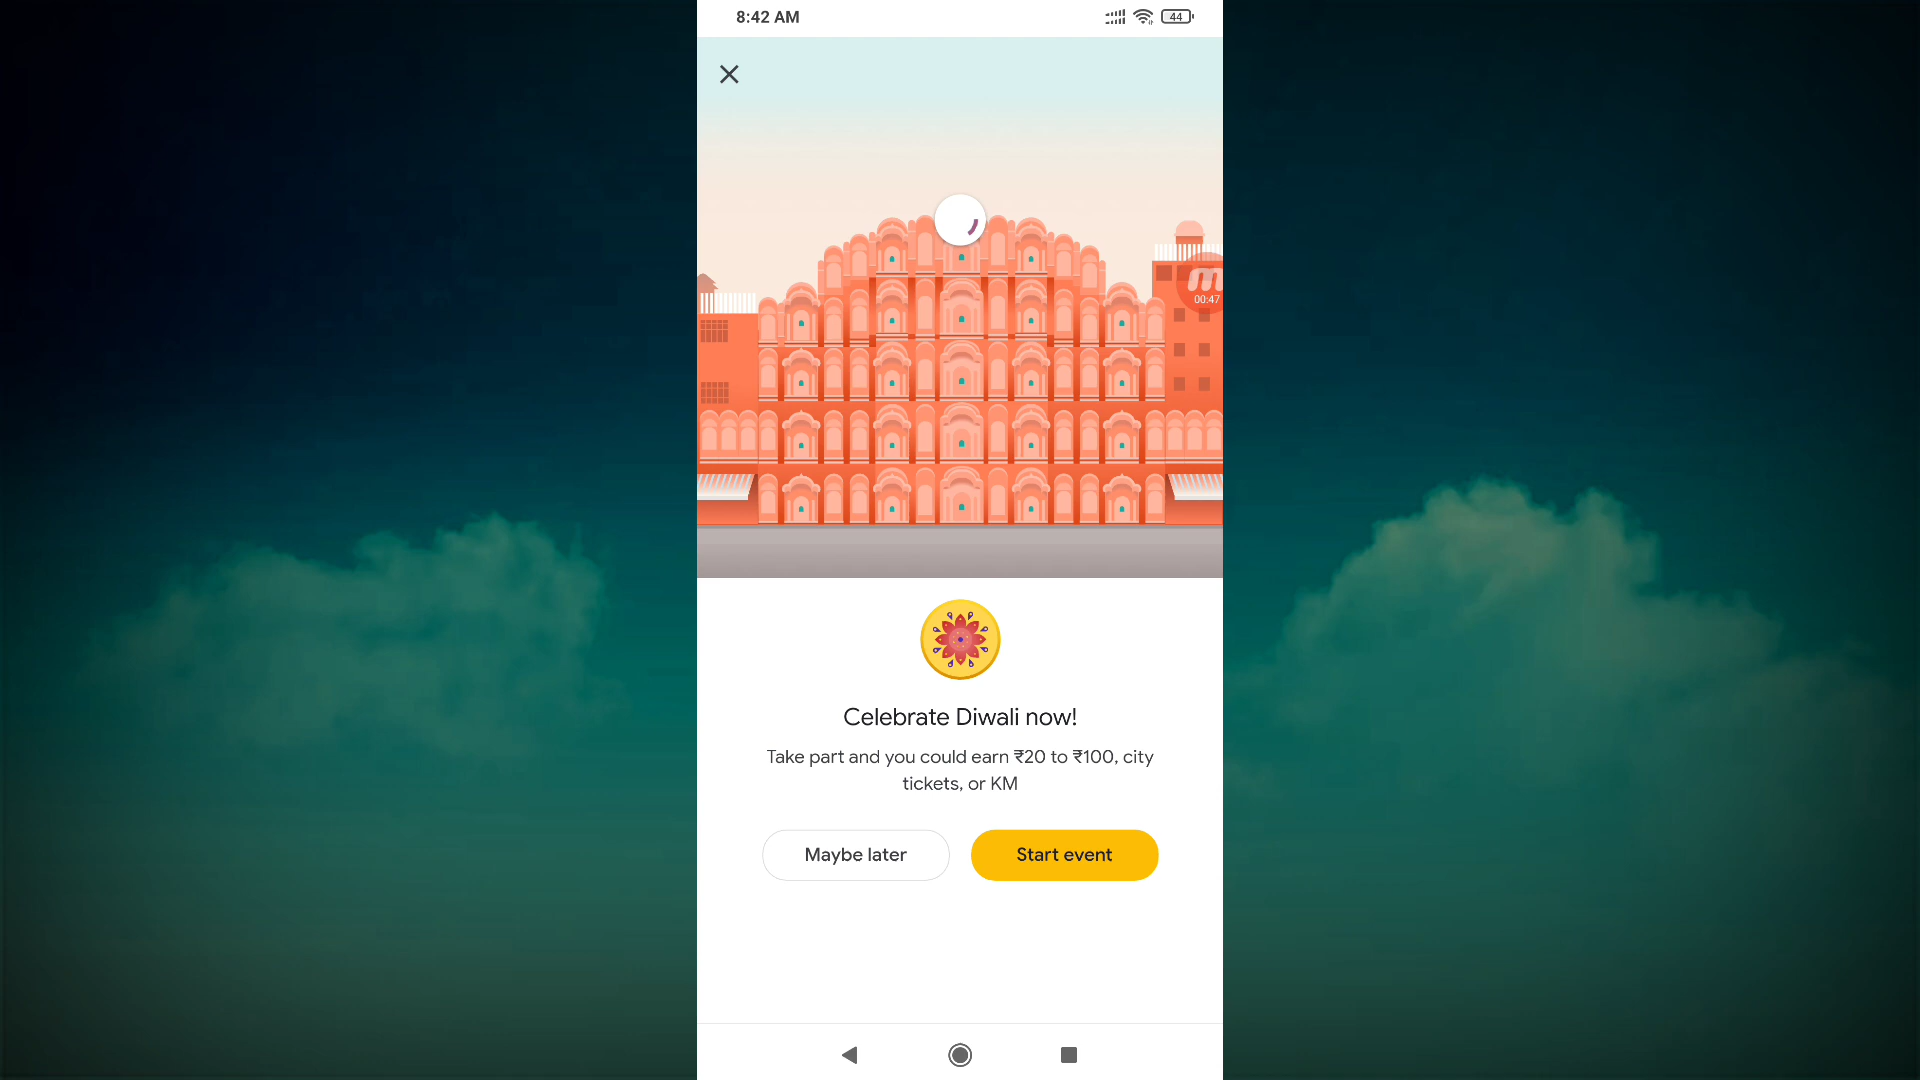 8:42 AM
44
m
00:47
Celebrate Diwali now!
Take part and you could earn ₹20 to ₹100, city
tickets, or KM
Maybe later
Start event